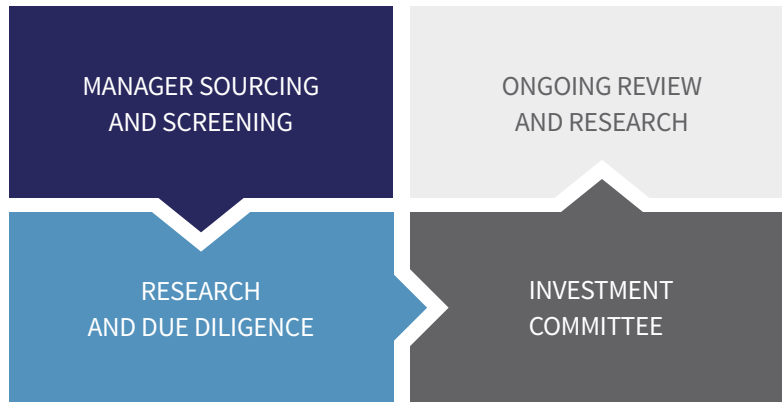 MANAGER SOURCING
AND SCREENING
ONGOING REVIEW
AND RESEARCH
RESEARCH
AND DUE DILIGENCE
INVESTMENT
COMMITTEE